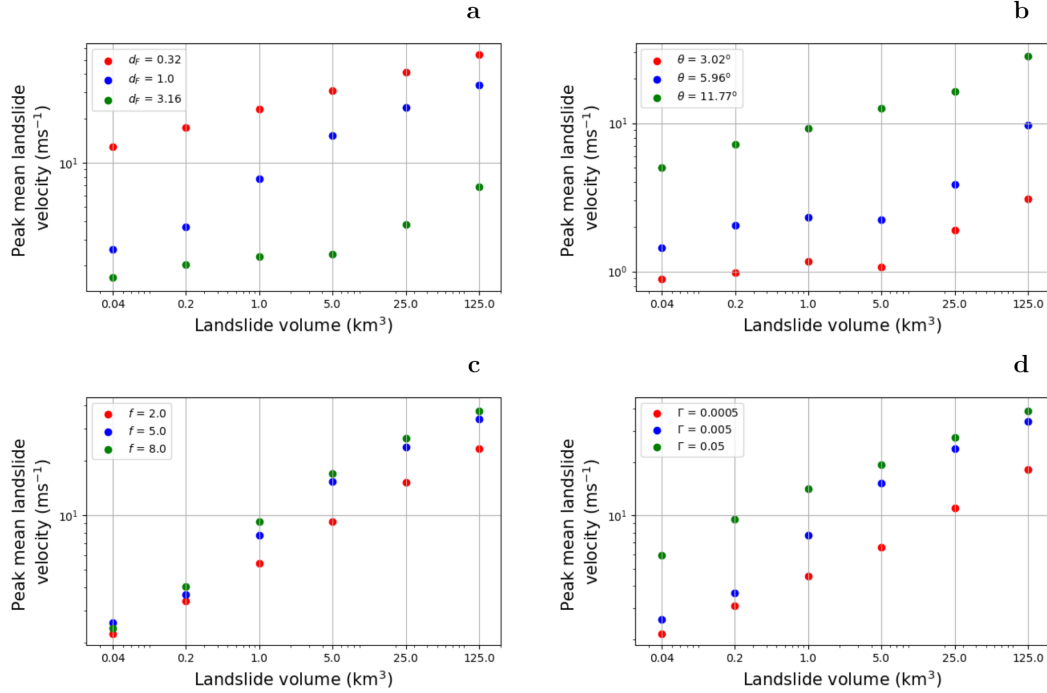 a
d_F = 0.32
d_F = 1.0
d_F = 3.16
10¹
Peak mean landslide
velocity (ms⁻¹)
0.04 0.2 1.0 5.0 25.0 125.0
Landslide volume (km³)
b
θ = 3.02°
θ = 5.96°
θ = 11.77°
10¹
10⁰
Peak mean landslide
velocity (ms⁻¹)
0.04 0.2 1.0 5.0 25.0 125.0
Landslide volume (km³)
c
f = 2.0
f = 5.0
f = 8.0
10¹
Peak mean landslide
velocity (ms⁻¹)
0.04 0.2 1.0 5.0 25.0 125.0
Landslide volume (km³)
d
Γ = 0.0005
Γ = 0.005
Γ = 0.05
10¹
Peak mean landslide
velocity (ms⁻¹)
0.04 0.2 1.0 5.0 25.0 125.0
Landslide volume (km³)